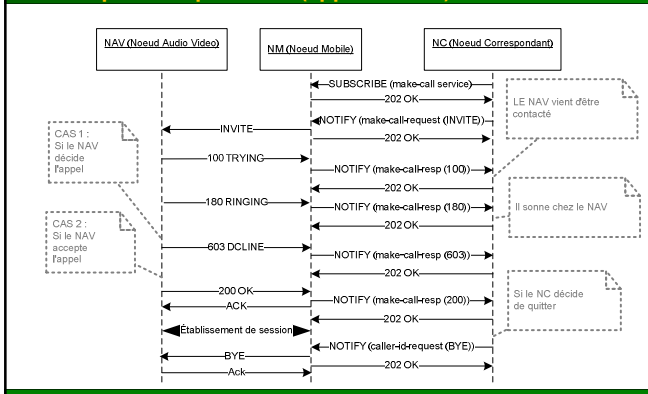 NAV (Noeud Audio Video)
NM (Noeud Mobile)
NC (Noeud Correspondant)
SUBSCRIBE (make-call service)
202 OK
NOTIFY (make-call-request (INVITE))
INVITE
202 OK
LE NAV vient d'être
contacté
CAS 1 :
Si le NAV
décide
l'appel
100 TRYING
NOTIFY (make-call-resp (100))
202 OK
180 RINGING
NOTIFY (make-call-resp (180))
202 OK
Il sonne chez le NAV
CAS 2 :
Si le NAV
accepte
l'appel
603 DCLINE
NOTIFY (make-call-resp (603))
202 OK
200 OK
ACK
NOTIFY (make-call-resp (200))
202 OK
Si le NC décide
de quitter
Établissement de session
NOTIFY (caller-id-request (BYE))
BYE
202 OK
Ack